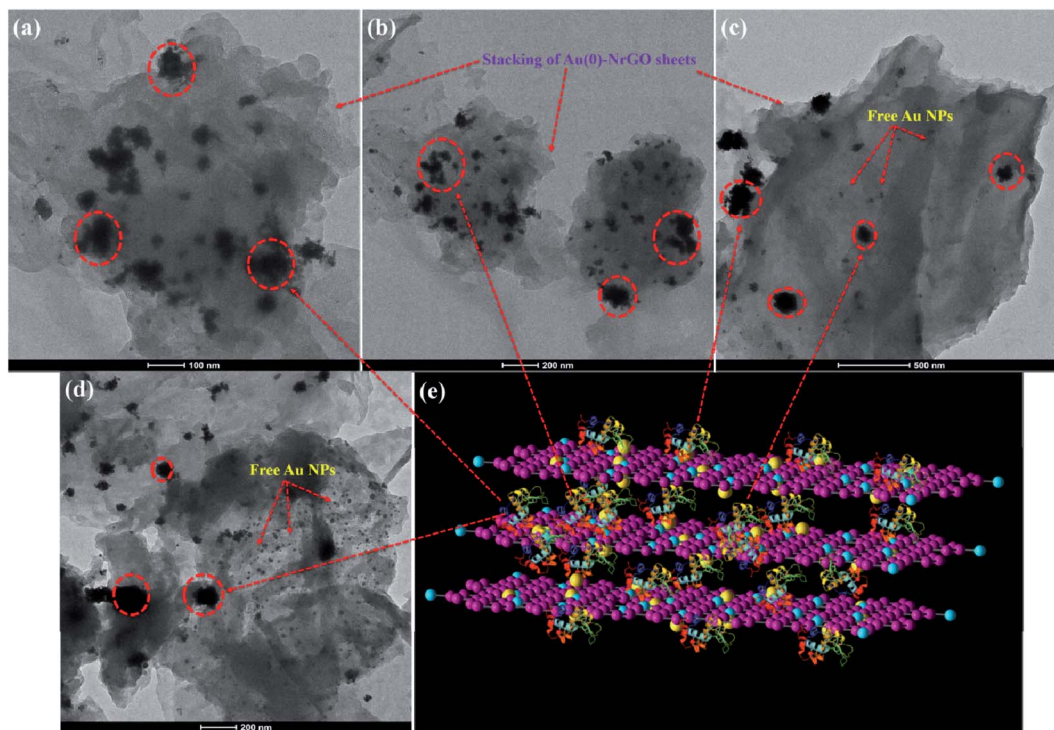 (a)
(b)
(c)
Stacking of Au(0)-NrGO sheets
Free Au NPs
100 nm
200 nm
500 nm
(d)
(e)
Free Au NPs
200 nm